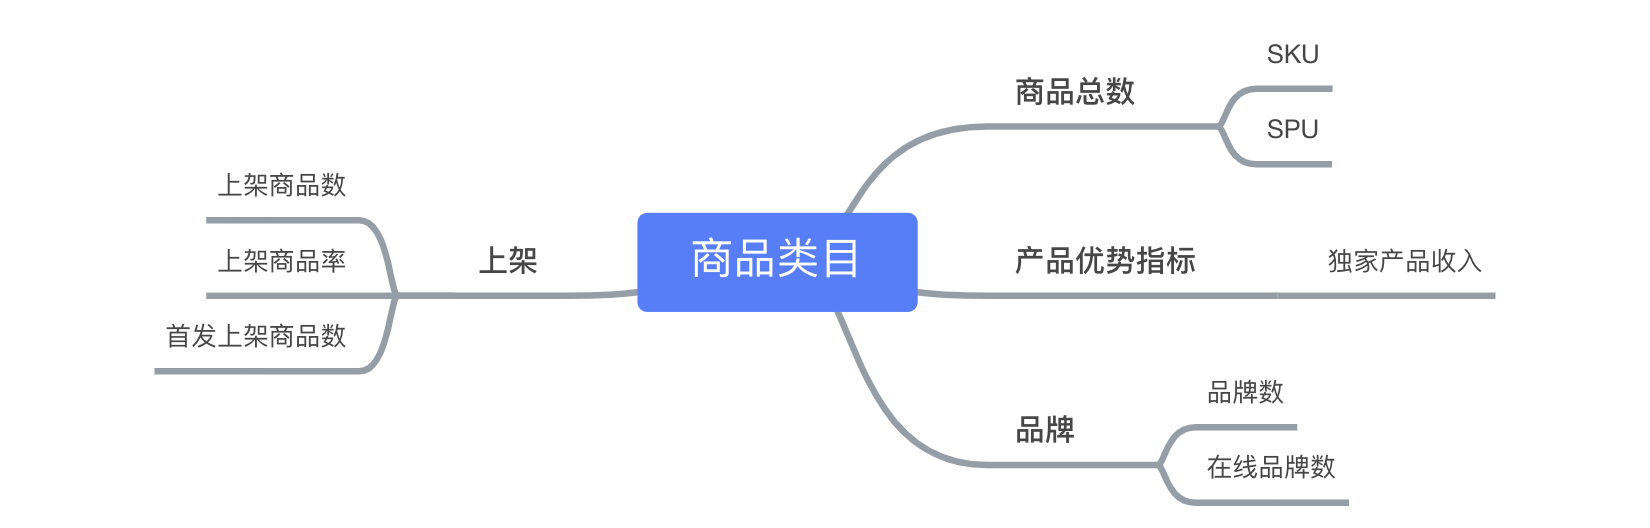 商品类目
商品总数
SKU
SPU
产品优势指标
独家产品收入
品牌
品牌数
在线品牌数
上架
上架商品数
上架商品率
首发上架商品数